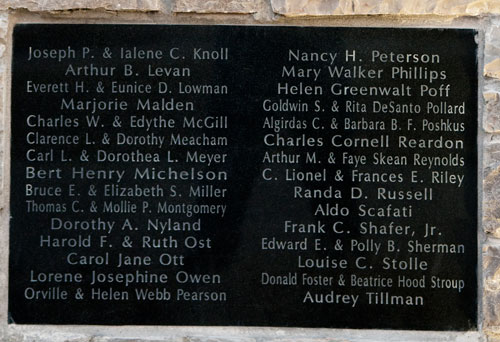 Joseph P. & Ialene C. Knoll
Arthur B. Levan
Everett H. & Eunice D. Lowman
Marjorie Malden
Charles W. & Edythe McGill
Clarence L. & Dorothy Meacham
Carl L. & Dorothea L. Meyer
Bert Henry Michelson
Bruce E. & Elizabeth S. Miller
Thomas C. & Mollie P. Montgomery
Dorothy A. Nyland
Harold F. & Ruth Ost
Carol Jane Ott
Lorene Josephine Owen
Orville & Helen Webb Pearson
Nancy H. Peterson
Mary Walker Phillips
Helen Greenwalt Poff
Goldwin S. & Rita DeSanto Pollard
Algirdas C. & Barbara B. F. Poshkus
Charles Cornell Reardon
Arthur M. & Faye Skean Reynolds
C. Lionel & Frances E. Riley
Randa D. Russell
Aldo Scafati
Frank C. Shafer, Jr.
Edward E. & Polly B. Sherman
Louise C. Stolle
Donald Foster & Beatrice Hood Stroup
Audrey Tillman